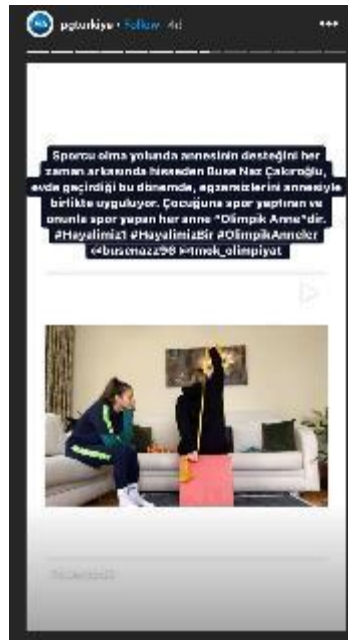 pgturkiye • Follow 4d
Sporcu olma yolunda annesinin desteğini her
zaman arkasında hisseden Buse Naz Çakıroğlu,
evde geçirdiği bu dönemde, egzersizlerini annesiyle
birlikte uyguluyor. Çocuğuna spor yaptıran ve
onunla spor yapan her anne "Olimpik Anne"dir.
#Hayalimiz1 #HayalimizBir #OlimpikAnneler
@busenazz96 @tmok_olimpiyat